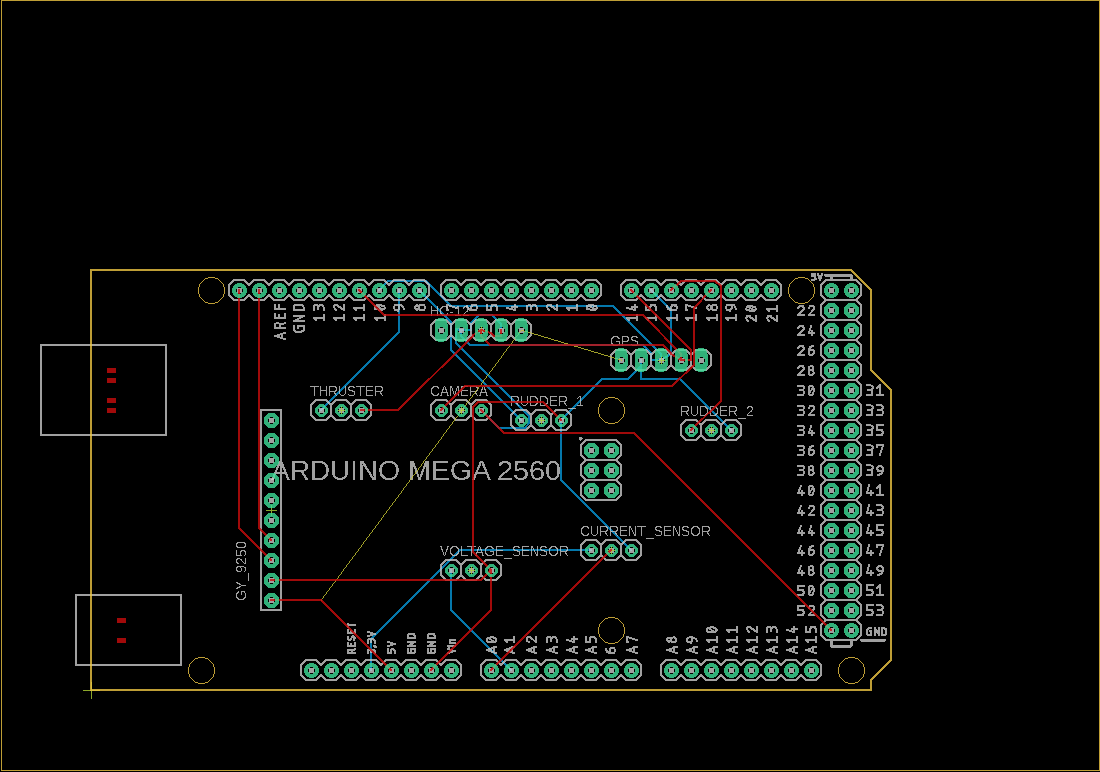 5V
AREF
GND
13
12
11
10
9
8
7
6
5
4
3
2
1
0
14
15
16
17
18
19
20
21
22
24
26
28
30 31
32 33
34 35
36 37
38 39
40 41
42 43
44 45
46 47
48 49
50 51
52 53
GND
HC-12
GPS
THRUSTER
CAMERA
RUDDER_1
RUDDER_2
ARDUINO MEGA 2560
CURRENT_SENSOR
VOLTAGE_SENSOR
GY_9250
RESET
3.3V
5V
GND
GND
Vin
A0
A1
A2
A3
A4
A5
6
A7
A8
A9
A10
A11
A12
A13
A14
A15